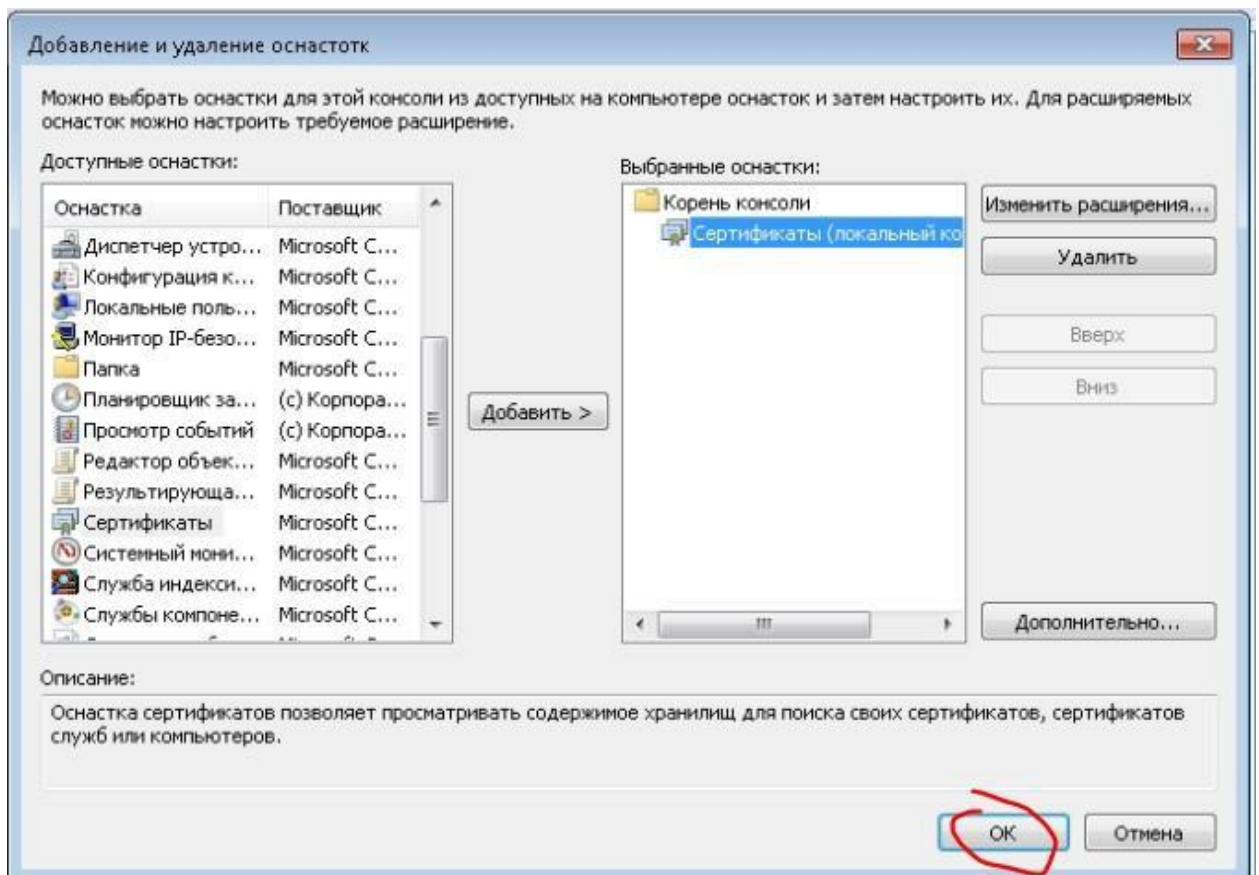 Добавление и удаление оснастотк
Можно выбрать оснастки для этой консоли из доступных на компьютере оснасток и затем настроить их. Для расширяемых
оснасток можно настроить требуемое расширение.
Доступные оснастки:
Оснастка Поставщик
Диспетчер устро... Microsoft C...
Конфигурация к... Microsoft C...
Локальные поль... Microsoft C...
Монитор IP-безо... Microsoft C...
Папка Microsoft C...
Планировщик за... (c) Корпора...
Просмотр событий (c) Корпора...
Редактор объек... Microsoft C...
Результирующа... Microsoft C...
Сертификаты Microsoft C...
Системный мони... Microsoft C...
Служба индекси... Microsoft C...
Службы компоне... Microsoft C...
Добавить >
Выбранные оснастки:
Корень консоли
Сертификаты (локальный ко
Изменить расширения...
Удалить
Вверх
Вниз
Дополнительно...
Описание:
Оснастка сертификатов позволяет просматривать содержимое хранилищ для поиска своих сертификатов, сертификатов
служб или компьютеров.
ОК
Отмена